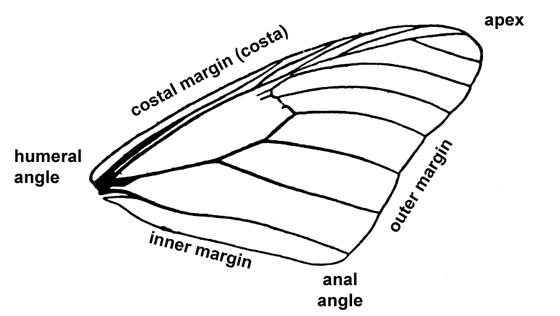 apex
costal margin (costa)
humeral
angle
outer margin
inner margin
anal
angle